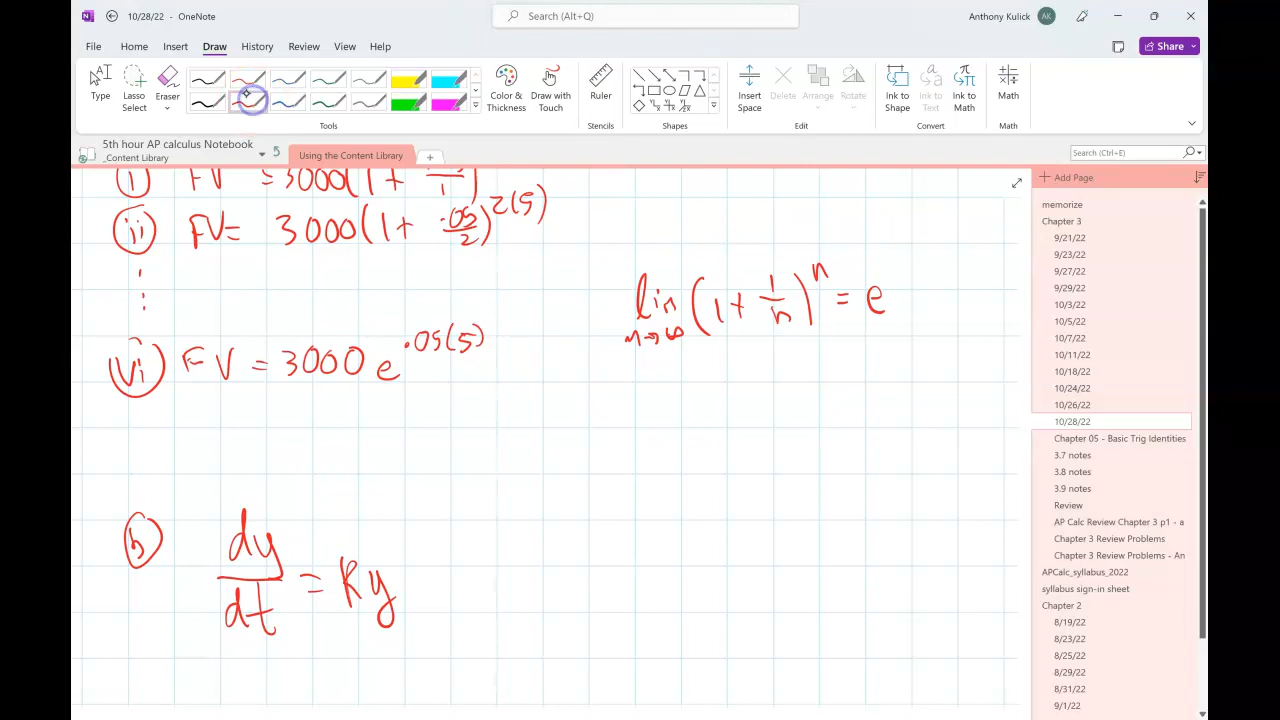 10/28/22 - OneNote
Search (Alt+Q)
Anthony Kulick
AK
File Home Insert Draw History Review View Help
Share
Type
Lasso Select
Eraser
Color & Thickness
Draw with Touch
Ruler
Insert Space
Delete
Arrange
Rotate
Ink to Shape
Ink to Text
Ink to Math
Math
Tools
Stencils
Shapes
Edit
Convert
Math
5th hour AP calculus Notebook
_Content Library
Using the Content Library
Search (Ctrl+E)
Add Page
(i) FV = 3000(1 +
(ii) FV = 3000(1 + .05/2)^2(5)
lim n→∞ (1 + 1/n)^n = e
(vi) FV = 3000 e^.05(5)
(b) dy/dt = ky
memorize
Chapter 3
9/21/22
9/23/22
9/27/22
9/29/22
10/3/22
10/5/22
10/7/22
10/11/22
10/18/22
10/24/22
10/26/22
10/28/22
Chapter 05 - Basic Trig Identities
3.7 notes
3.8 notes
3.9 notes
Review
AP Calc Review Chapter 3 p1 - a
Chapter 3 Review Problems
Chapter 3 Review Problems - An
APCalc_syllabus_2022
syllabus sign-in sheet
Chapter 2
8/19/22
8/23/22
8/25/22
8/29/22
8/31/22
9/1/22